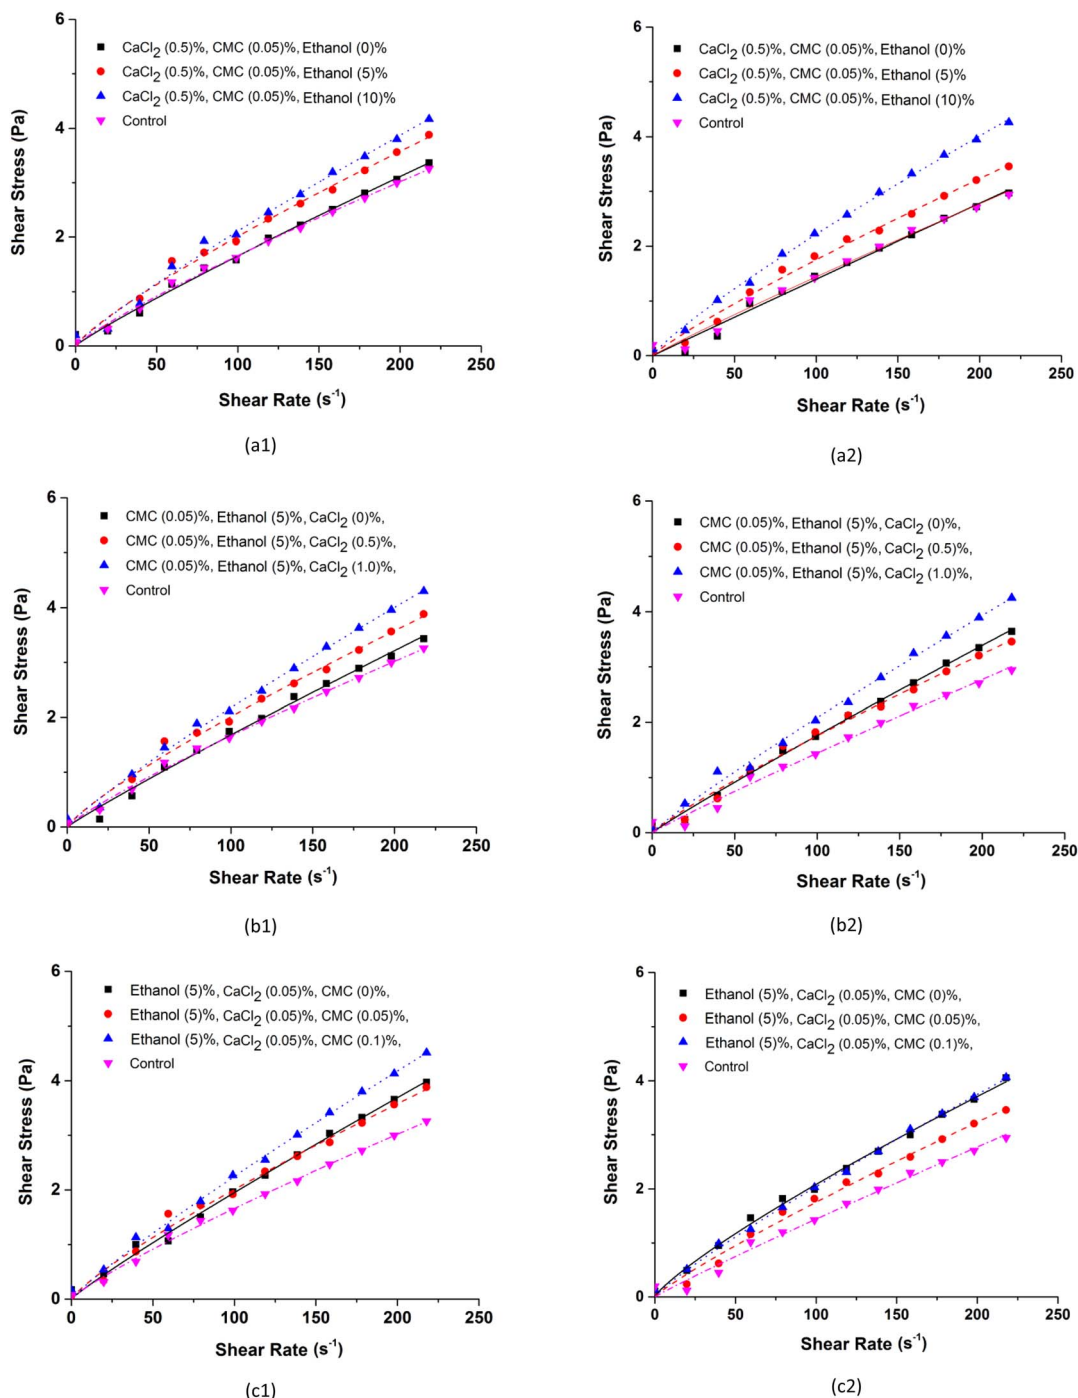 6
4
2
0
Shear Stress (Pa)
CaCl2 (0.5)%, CMC (0.05)%, Ethanol (0)%
CaCl2 (0.5)%, CMC (0.05)%, Ethanol (5)%
CaCl2 (0.5)%, CMC (0.05)%, Ethanol (10)%
Control
0 50 100 150 200 250
Shear Rate (s-1)
(a1)
6
4
2
0
Shear Stress (Pa)
CaCl2 (0.5)%, CMC (0.05)%, Ethanol (0)%
CaCl2 (0.5)%, CMC (0.05)%, Ethanol (5)%
CaCl2 (0.5)%, CMC (0.05)%, Ethanol (10)%
Control
0 50 100 150 200 250
Shear Rate (s-1)
(a2)
6
4
2
0
Shear Stress (Pa)
CMC (0.05)%, Ethanol (5)%, CaCl2 (0)%,
CMC (0.05)%, Ethanol (5)%, CaCl2 (0.5)%,
CMC (0.05)%, Ethanol (5)%, CaCl2 (1.0)%,
Control
0 50 100 150 200 250
Shear Rate (s-1)
(b1)
6
4
2
0
Shear Stress (Pa)
CMC (0.05)%, Ethanol (5)%, CaCl2 (0)%,
CMC (0.05)%, Ethanol (5)%, CaCl2 (0.5)%,
CMC (0.05)%, Ethanol (5)%, CaCl2 (1.0)%,
Control
0 50 100 150 200 250
Shear Rate (s-1)
(b2)
6
4
2
0
Shear Stress (Pa)
Ethanol (5)%, CaCl2 (0.05)%, CMC (0)%,
Ethanol (5)%, CaCl2 (0.05)%, CMC (0.05)%,
Ethanol (5)%, CaCl2 (0.05)%, CMC (0.1)%,
Control
0 50 100 150 200 250
Shear Rate (s-1)
(c1)
6
4
2
0
Shear Stress (Pa)
Ethanol (5)%, CaCl2 (0.05)%, CMC (0)%,
Ethanol (5)%, CaCl2 (0.05)%, CMC (0.05)%,
Ethanol (5)%, CaCl2 (0.05)%, CMC (0.1)%,
Control
0 50 100 150 200 250
Shear Rate (s-1)
(c2)